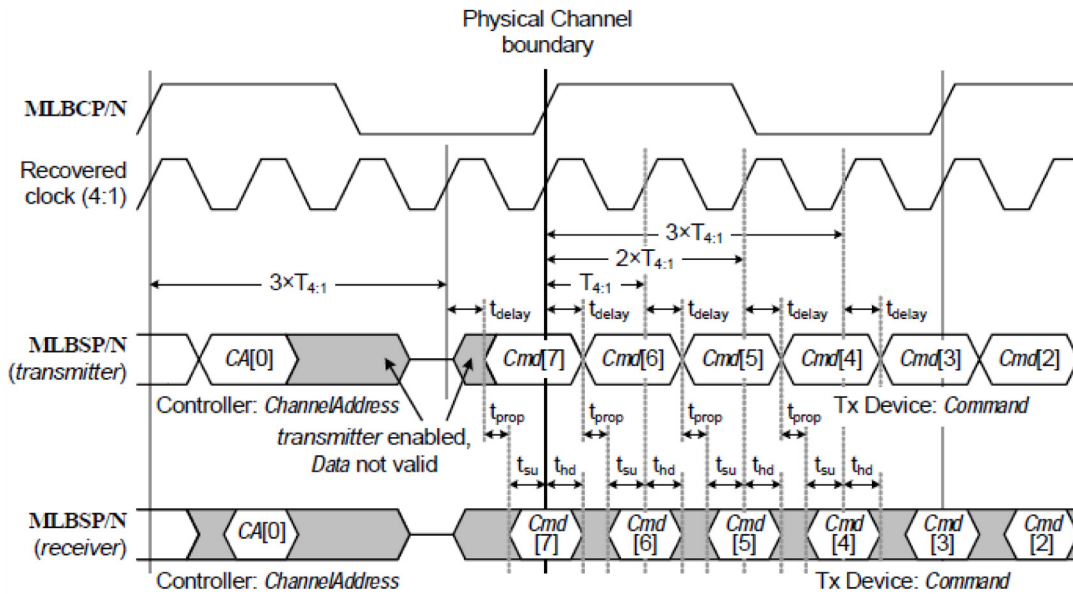 Physical Channel
boundary
MLBCP/N
Recovered
clock (4:1)
3×T4:1
2×T4:1
3×T4:1
T4:1
tdelay
tdelay
tdelay
tdelay
tdelay
MLBSP/N
(transmitter)
CA[0]
Cmd[7]
Cmd[6]
Cmd[5]
Cmd[4]
Cmd[3]
Cmd[2]
Controller: ChannelAddress
Tx Device: Command
transmitter enabled,
Data not valid
tprop
tprop
tprop
tprop
tsu
thd
tsu
thd
tsu
thd
tsu
thd
MLBSP/N
(receiver)
CA[0]
Cmd
[7]
Cmd
[6]
Cmd
[5]
Cmd
[4]
Cmd
[3]
Cmd
[2]
Controller: ChannelAddress
Tx Device: Command